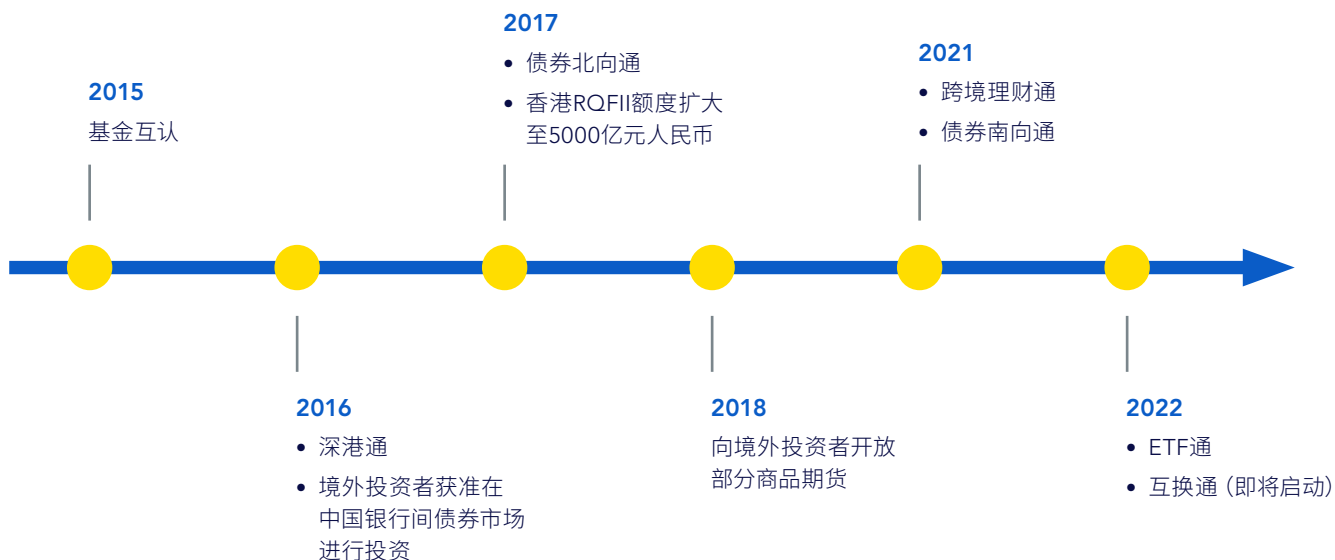 2015
基金互认
2016
• 深港通
• 境外投资者获准在
中国银行间债券市场
进行投资
2017
• 债券北向通
• 香港RQFII额度扩大
至5000亿元人民币
2018
向境外投资者开放
部分商品期货
2021
• 跨境理财通
• 债券南向通
2022
• ETF通
• 互换通（即将启动）